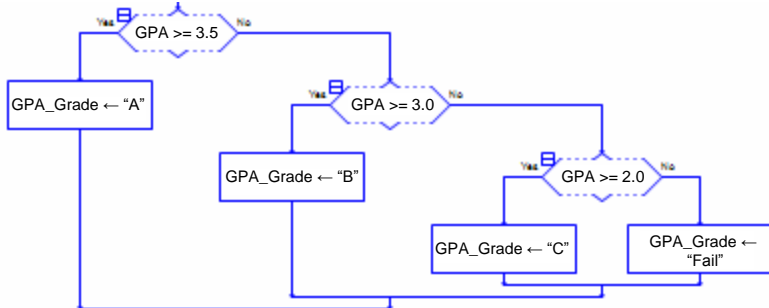 Yes
GPA >= 3.5
No
GPA_Grade ← “A”
Yes
GPA >= 3.0
No
GPA_Grade ← “B”
Yes
GPA >= 2.0
No
GPA_Grade ← “C”
GPA_Grade ←
“Fail”